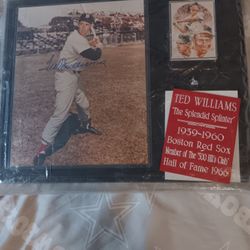 TED WILLIAMS
"The Splendid Splinter"
1939-1960
Boston Red Sox
Member of The "500 HR's Club"
Hall of Fame 1966